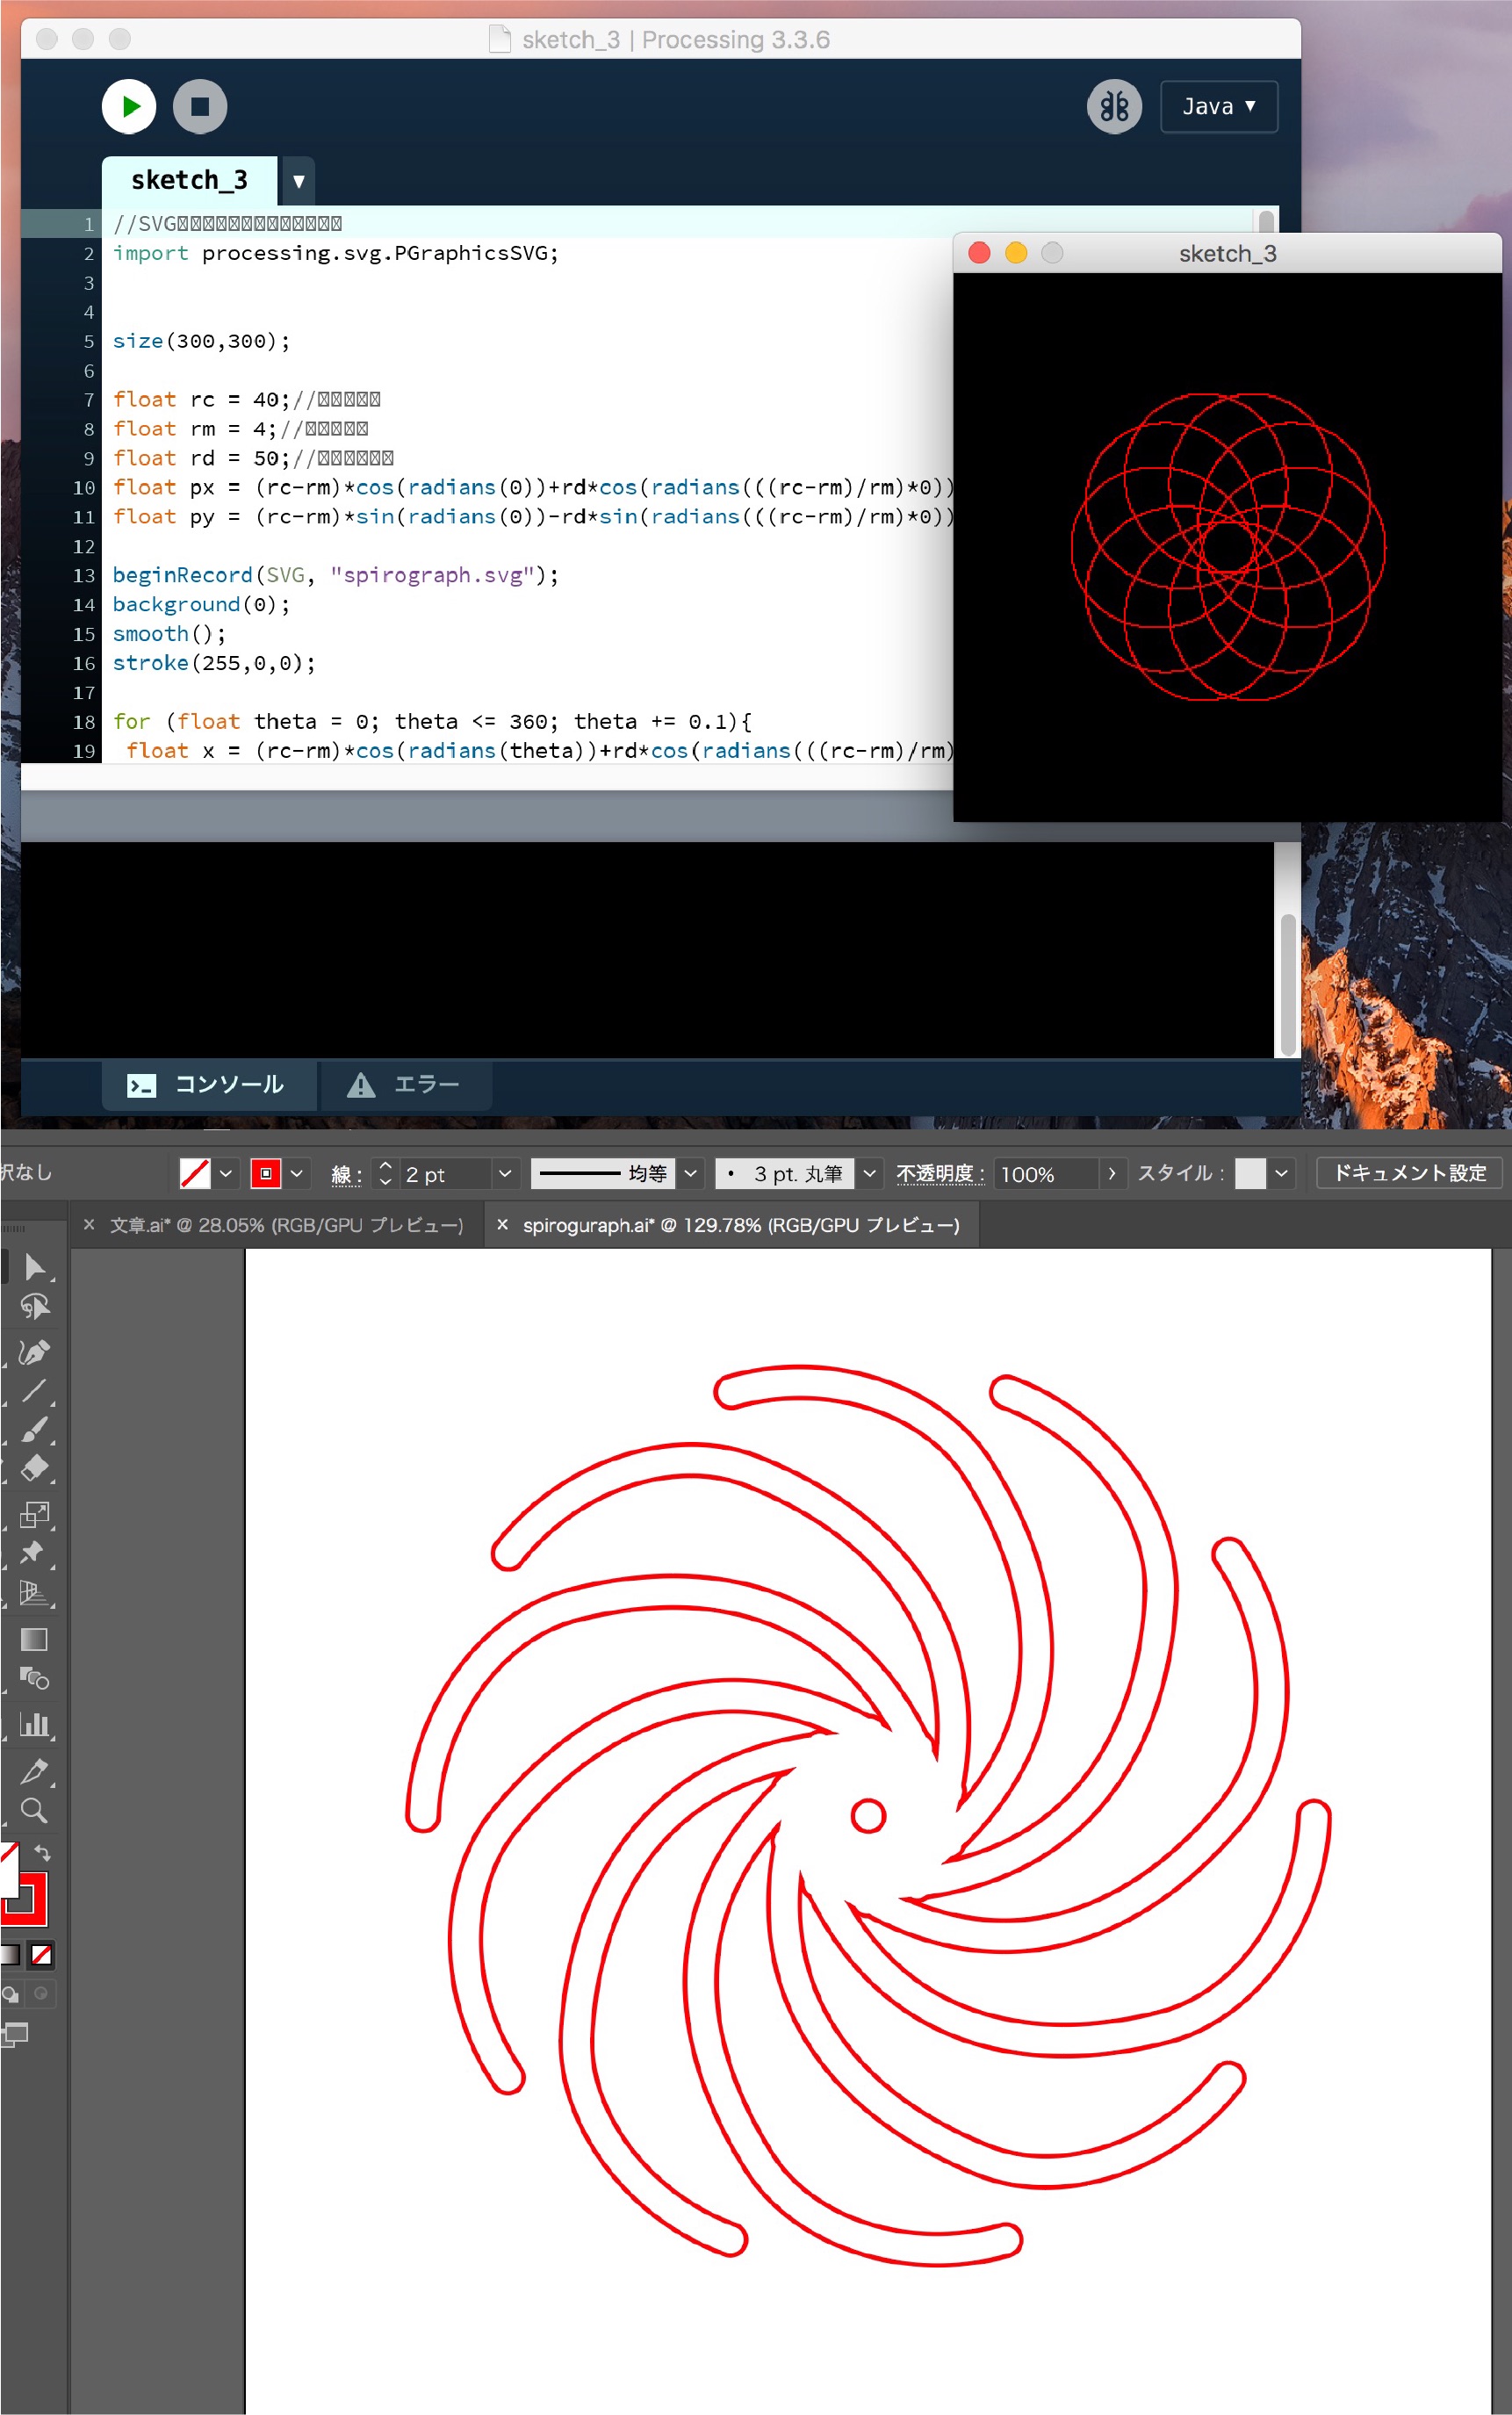 sketch_3 | Processing 3.3.6
Java ▼
sketch_3 ▼
1 //SVG
2 import processing.svg.PGraphicsSVG;
3
4
5 size(300,300);
6
7 float rc = 40;//
8 float rm = 4;//
9 float rd = 50;//
10 float px = (rc-rm)*cos(radians(0))+rd*cos(radians(((rc-rm)/rm)*0))
11 float py = (rc-rm)*sin(radians(0))-rd*sin(radians(((rc-rm)/rm)*0))
12
13 beginRecord(SVG, "spirograph.svg");
14 background(0);
15 smooth();
16 stroke(255,0,0);
17
18 for (float theta = 0; theta <= 360; theta += 0.1){
19 float x = (rc-rm)*cos(radians(theta))+rd*cos(radians(((rc-rm)/rm)
sketch_3
コンソール エラー
択なし 線 : 2 pt 均等 • 3 pt. 丸筆 不透明度 : 100% スタイル : ドキュメント設定
× 文章.ai* @ 28.05% (RGB/GPU プレビュー) × spiroguraph.ai* @ 129.78% (RGB/GPU プレビュー)